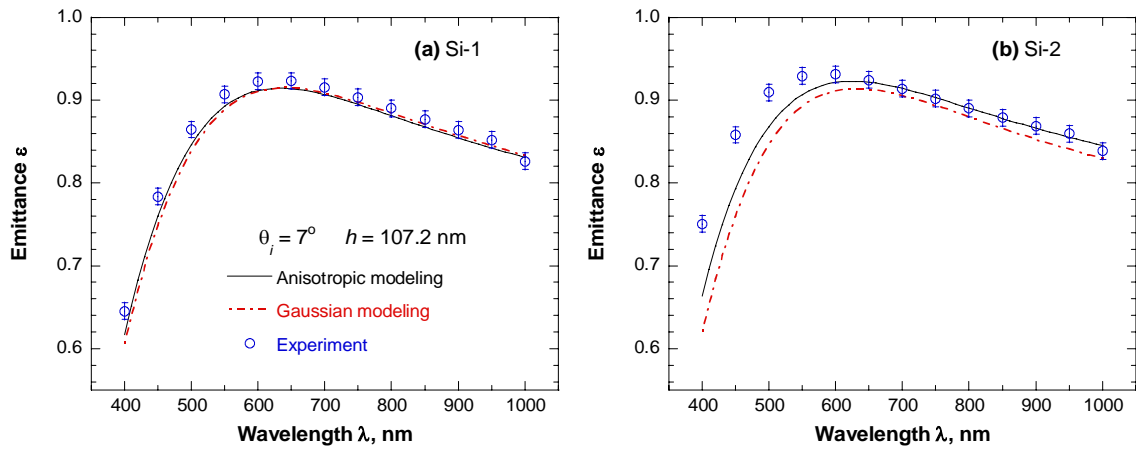 1.0
0.9
0.8
0.7
0.6
Emittance ε
(a) Si-1
θi = 7o h = 107.2 nm
Anisotropic modeling
Gaussian modeling
Experiment
400 500 600 700 800 900 1000
Wavelength λ, nm
1.0
0.9
0.8
0.7
0.6
Emittance ε
(b) Si-2
400 500 600 700 800 900 1000
Wavelength λ, nm